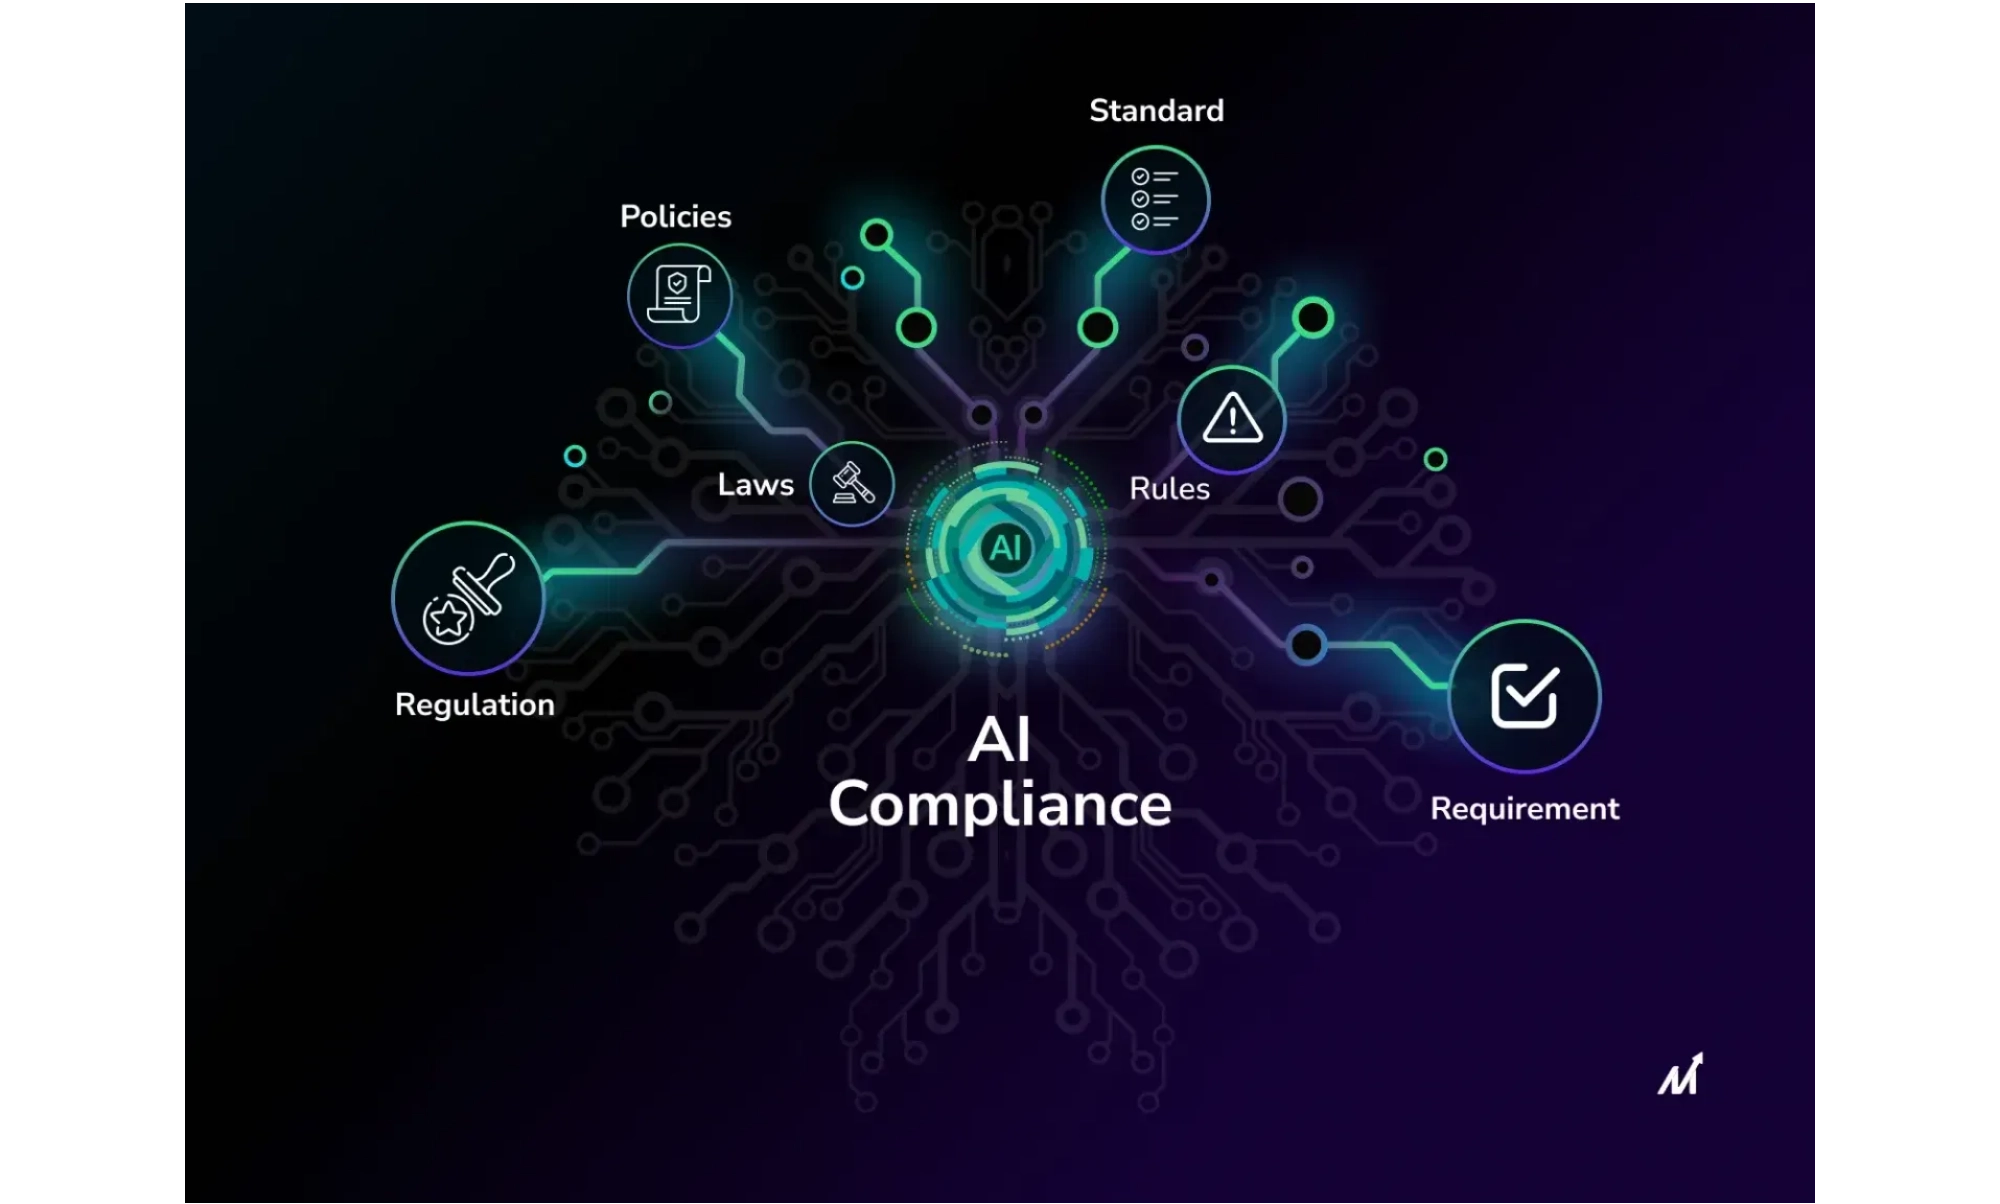 Standard
Policies
Laws
Rules
AI
Regulation
AI
Compliance
Requirement